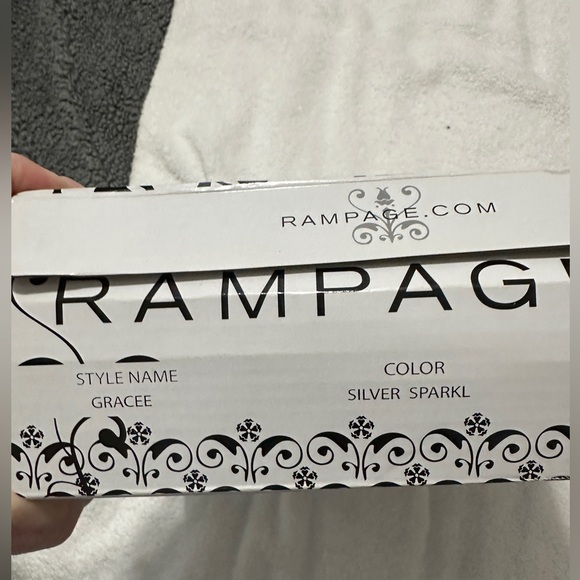 RAMPAGE.COM
RAMPAG
STYLE NAME
GRACEE
COLOR
SILVER SPARKL